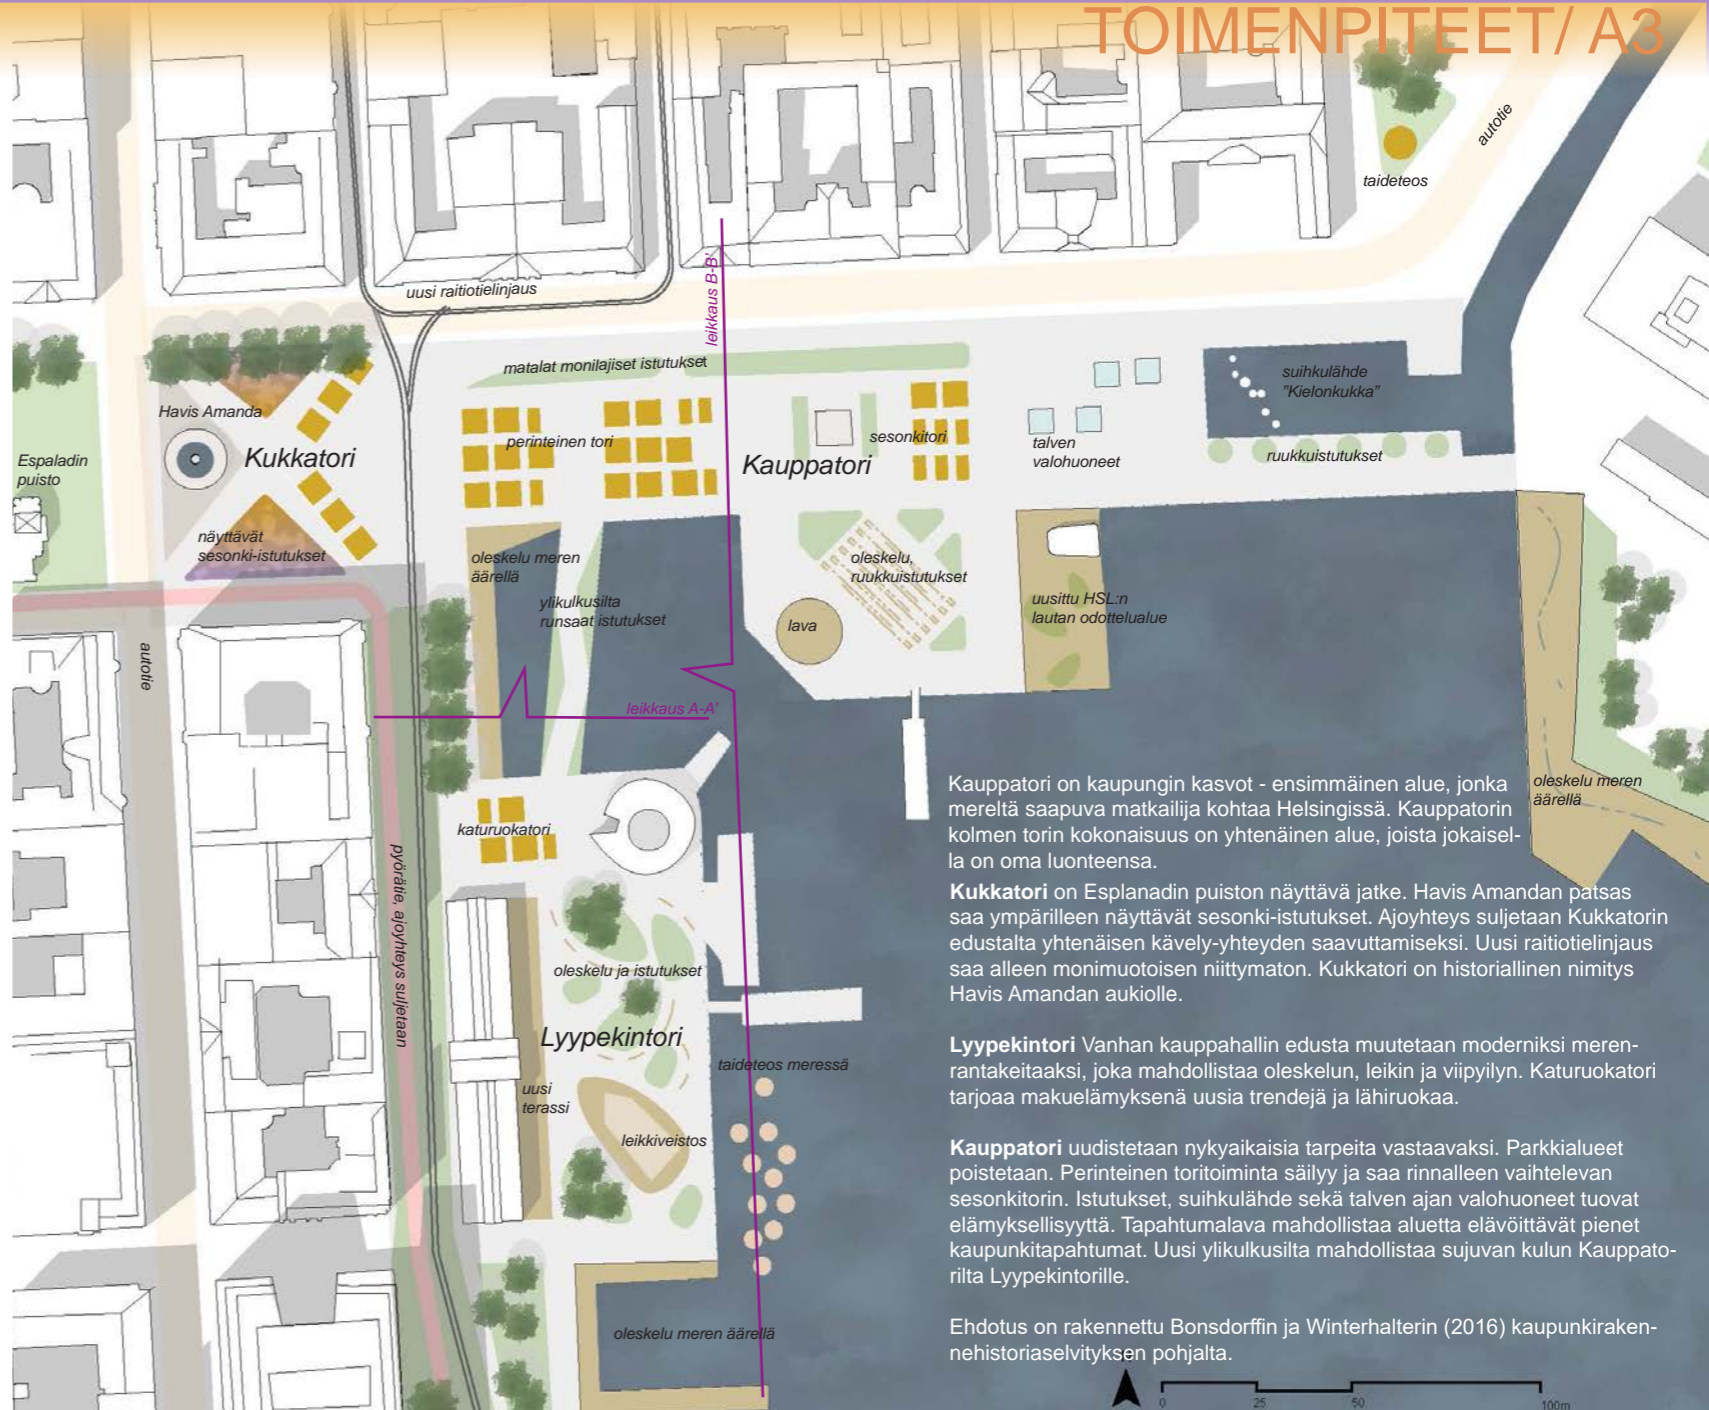 TOIMENPITEET/ A3
autotie
taideteos
leikkaus B-B'
uusi raitiotielinjaus
matalat monilajiset istutukset
suihkulähde
"Kielonkukka"
Havis Amanda
Kukkatori
perinteinen tori
Kauppatori
sesonkitori
talven
valohuoneet
ruukkuistutukset
Espaladin
puisto
näyttävät
sesonki-istutukset
oleskelu meren
äärellä
ylikulkusilta
runsaat istutukset
oleskelu,
ruukkuistutukset
lava
uusittu HSL:n
lautan odottelualue
autotie
leikkaus A-A'
katuruokatori
pyörätie, ajoyhteys suljetaan
oleskelu meren
äärellä
oleskelu ja istutukset
Lyypekintori
taideteos meressä
uusi
terassi
leikkiveistos
oleskelu meren äärellä
Kauppatori on kaupungin kasvot - ensimmäinen alue, jonka
mereltä saapuva matkailija kohtaa Helsingissä. Kauppatorin
kolmen torin kokonaisuus on yhtenäinen alue, joista jokaisel-
la on oma luonteensa.
Kukkatori on Esplanadin puiston näyttävä jatke. Havis Amandan patsas
saa ympärilleen näyttävät sesonki-istutukset. Ajoyhteys suljetaan Kukkatorin
edustalta yhtenäisen kävely-yhteyden saavuttamiseksi. Uusi raitiotielinjaus
saa alleen monimuotoisen niittymaton. Kukkatori on historiallinen nimitys
Havis Amandan aukiolle.
Lyypekintori Vanhan kauppahallin edusta muutetaan moderniksi meren-
rantakeitaaksi, joka mahdollistaa oleskelun, leikin ja viipyilyn. Katuruokatori
tarjoaa makuelämyksenä uusia trendejä ja lähiruokaa.
Kauppatori uudistetaan nykyaikaisia tarpeita vastaavaksi. Parkkialueet
poistetaan. Perinteinen toritoiminta säilyy ja saa rinnalleen vaihtelevan
sesonkitorin. Istutukset, suihkulähde sekä talven ajan valohuoneet tuovat
elämyksellisyyttä. Tapahtumalava mahdollistaa aluetta elävöittävät pienet
kaupunkitapahtumat. Uusi ylikulkusilta mahdollistaa sujuvan kulun Kauppato-
rilta Lyypekintorille.
Ehdotus on rakennettu Bonsdorffin ja Winterhalterin (2016) kaupunkiraken-
nehistoriaselvityksen pohjalta.
0 25 50 100m